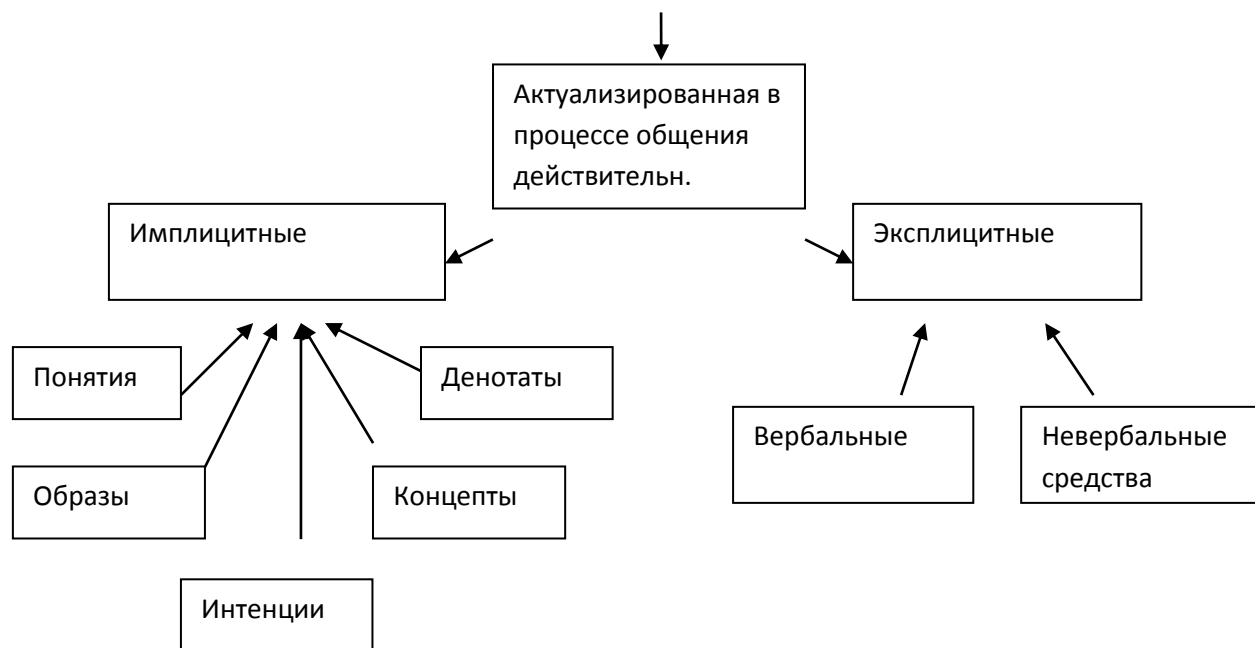 Актуализированная в
процессе общения
действительн.
Имплицитные
Эксплицитные
Понятия
Денотаты
Вербальные
Невербальные
средства
Образы
Концепты
Интенции